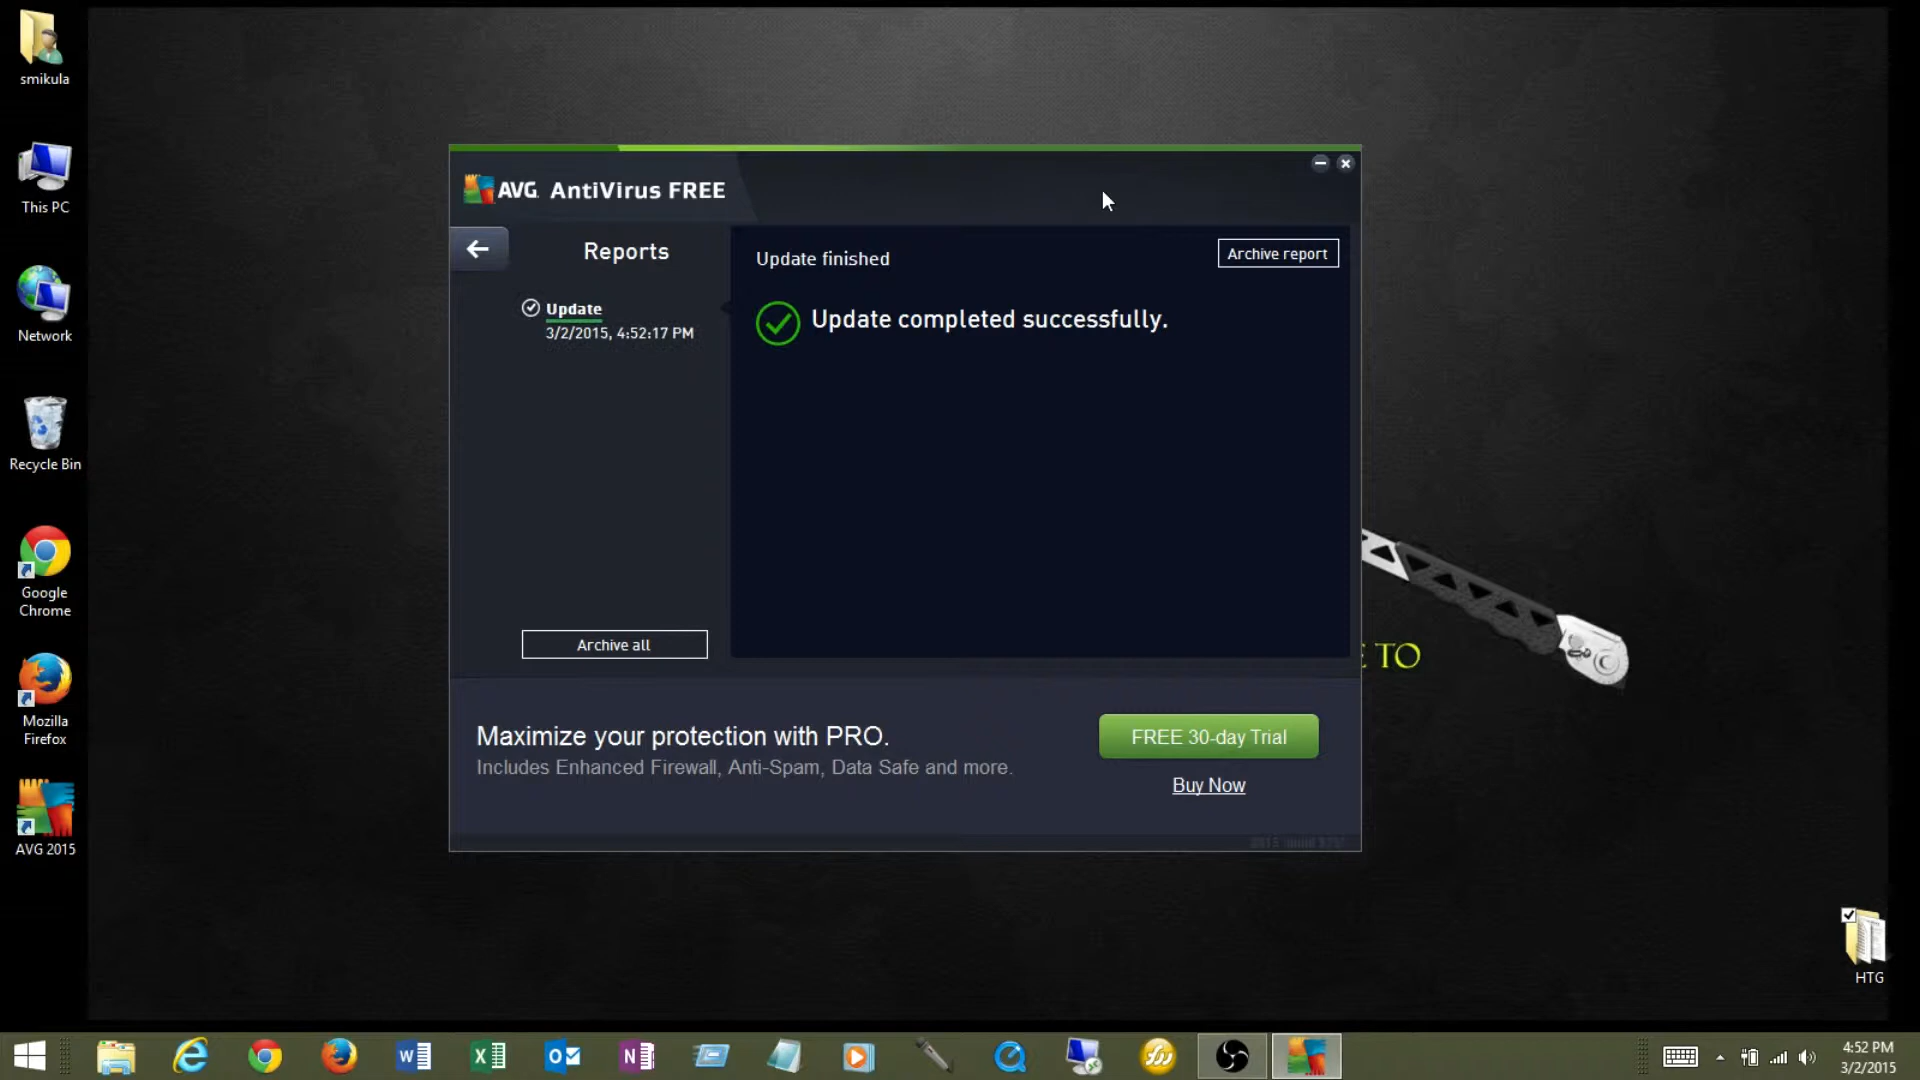 smikula
This PC
Network
Recycle Bin
Google
Chrome
Mozilla
Firefox
AVG 2015
AVG. AntiVirus FREE
Reports
Update
3/2/2015, 4:52:17 PM
Archive all
Update finished
Archive report
Update completed successfully.
Maximize your protection with PRO.
Includes Enhanced Firewall, Anti-Spam, Data Safe and more.
FREE 30-day Trial
Buy Now
TO
HTG
4:52 PM
3/2/2015